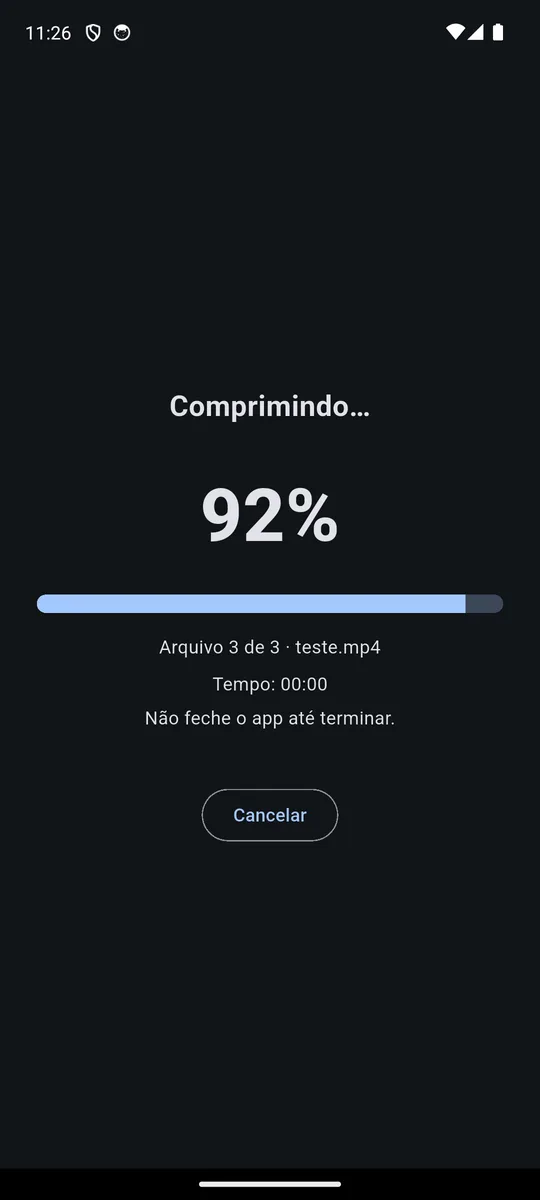 11:26
Comprimindo…
92%
Arquivo 3 de 3 · teste.mp4
Tempo: 00:00
Não feche o app até terminar.
Cancelar